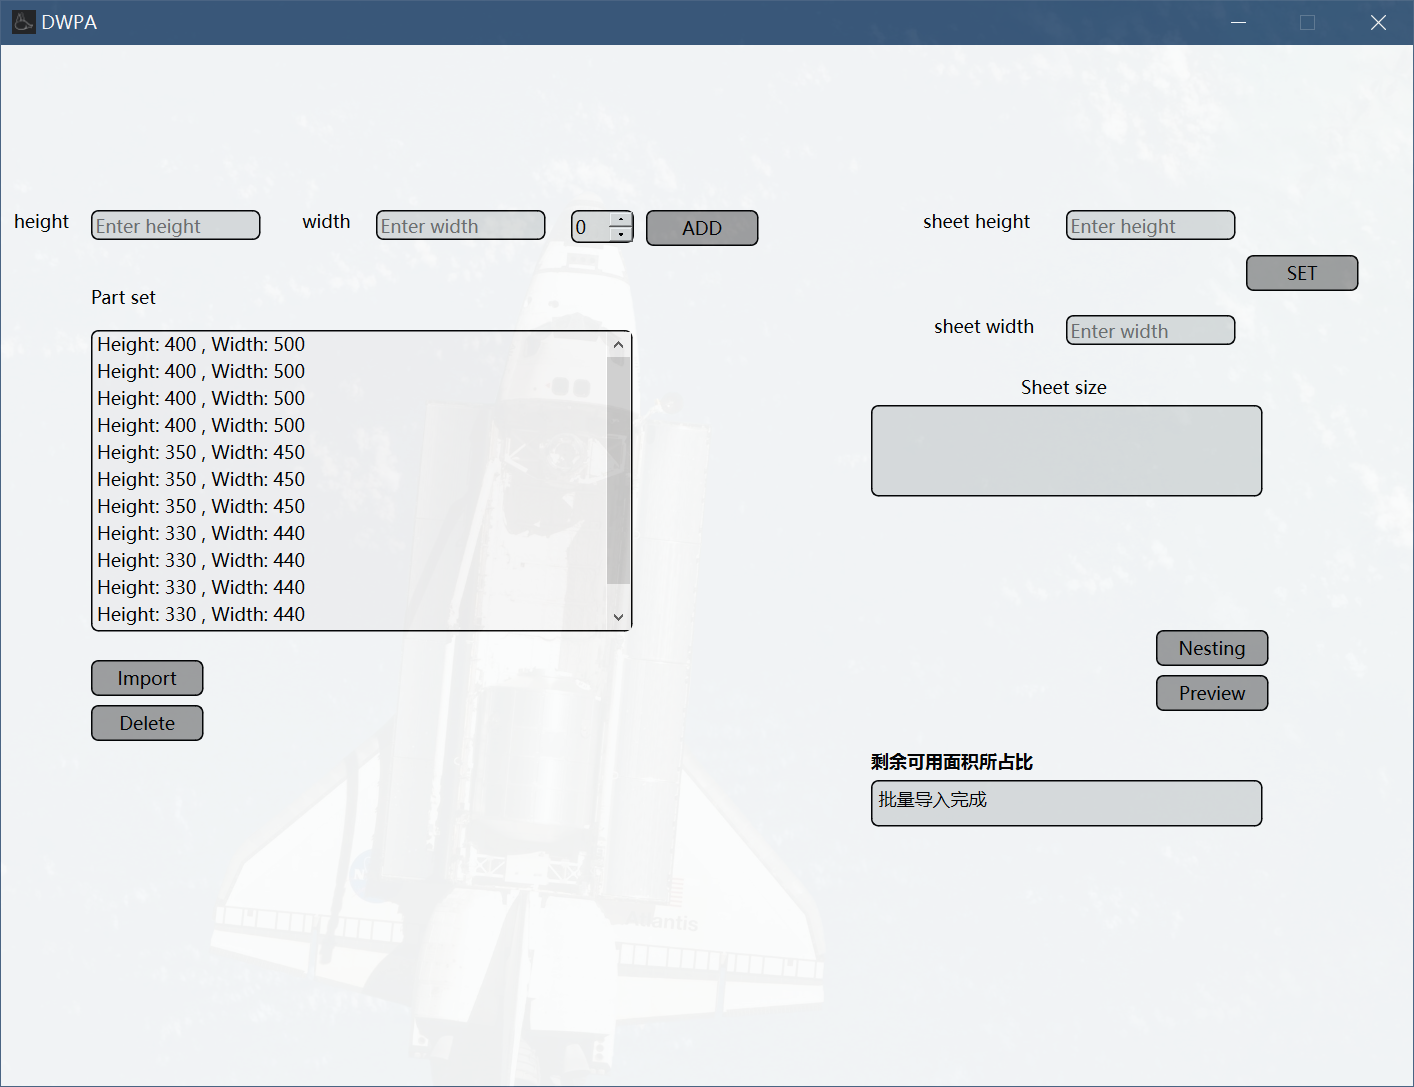 DWPA
height
Enter height
width
Enter width
0
ADD
sheet height
Enter height
SET
Part set
sheet width
Enter width
Height: 400 , Width: 500
Height: 400 , Width: 500
Height: 400 , Width: 500
Height: 400 , Width: 500
Height: 350 , Width: 450
Height: 350 , Width: 450
Height: 350 , Width: 450
Height: 330 , Width: 440
Height: 330 , Width: 440
Height: 330 , Width: 440
Height: 330 , Width: 440
Sheet size
Import
Delete
Nesting
Preview
剩余可用面积所占比
批量导入完成
Atlantis